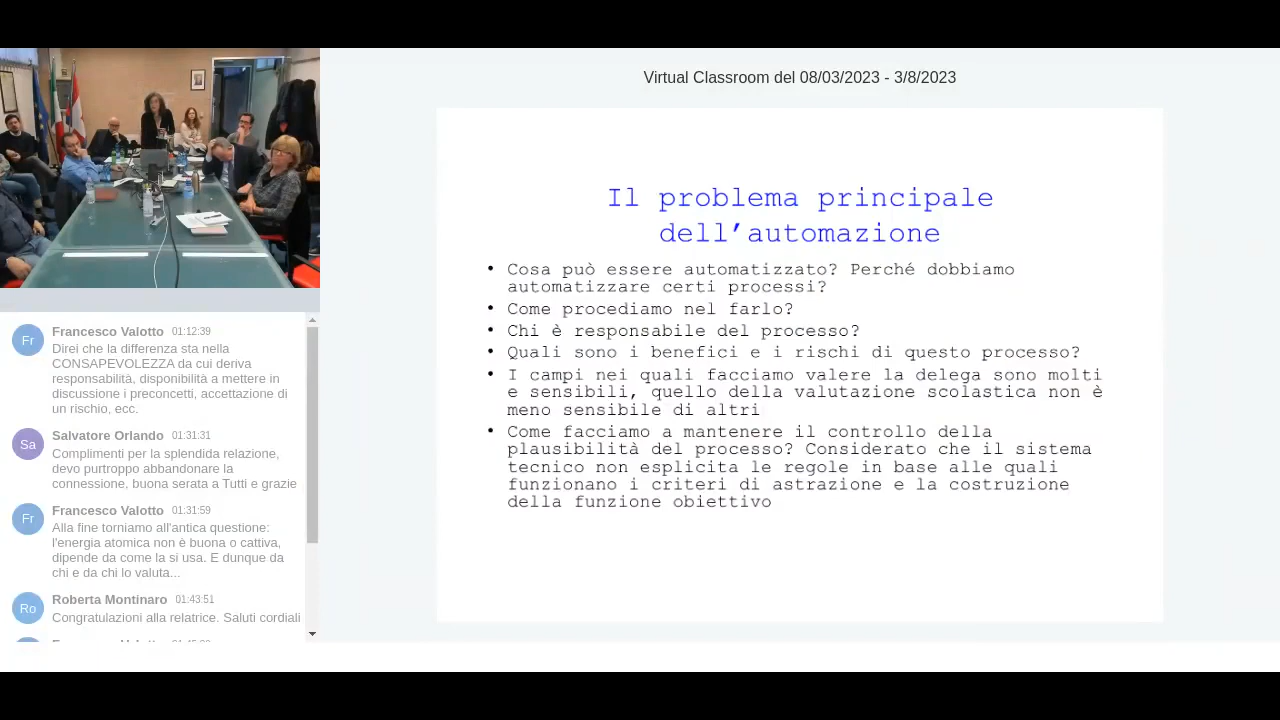 Virtual Classroom del 08/03/2023 - 3/8/2023
Il problema principale
dell’automazione
• Cosa può essere automatizzato? Perché dobbiamo
automatizzare certi processi?
• Come procediamo nel farlo?
• Chi è responsabile del processo?
• Quali sono i benefici e i rischi di questo processo?
• I campi nei quali facciamo valere la delega sono molti
e sensibili, quello della valutazione scolastica non è
meno sensibile di altri
• Come facciamo a mantenere il controllo della
plausibilità del processo? Considerato che il sistema
tecnico non esplicita le regole in base alle quali
funzionano i criteri di astrazione e la costruzione
della funzione obiettivo
Fr
Francesco Valotto 01:12:39
Direi che la differenza sta nella
CONSAPEVOLEZZA da cui deriva
responsabilità, disponibilità a mettere in
discussione i preconcetti, accettazione di
un rischio, ecc.
Sa
Salvatore Orlando 01:31:31
Complimenti per la splendida relazione,
devo purtroppo abbandonare la
connessione, buona serata a Tutti e grazie
Fr
Francesco Valotto 01:31:59
Alla fine torniamo all'antica questione:
l'energia atomica non è buona o cattiva,
dipende da come la si usa. E dunque da
chi e da chi lo valuta...
Ro
Roberta Montinaro 01:43:51
Congratulazioni alla relatrice. Saluti cordiali